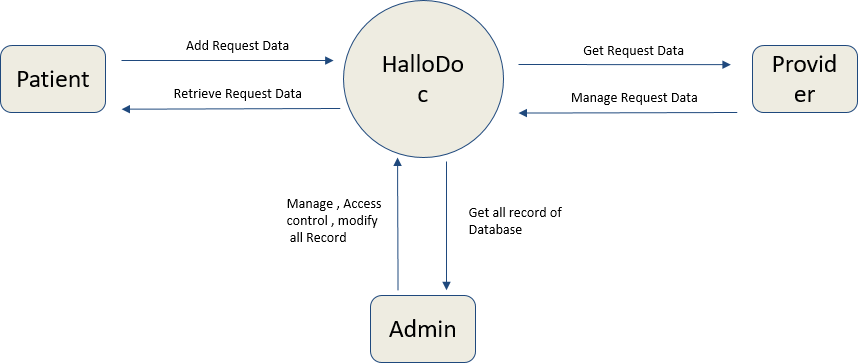 Add Request Data
Patient
Retrieve Request Data
HalloDo
c
Get Request Data
Manage Request Data
Provid
er
Manage , Access
control , modify
all Record
Get all record of
Database
Admin